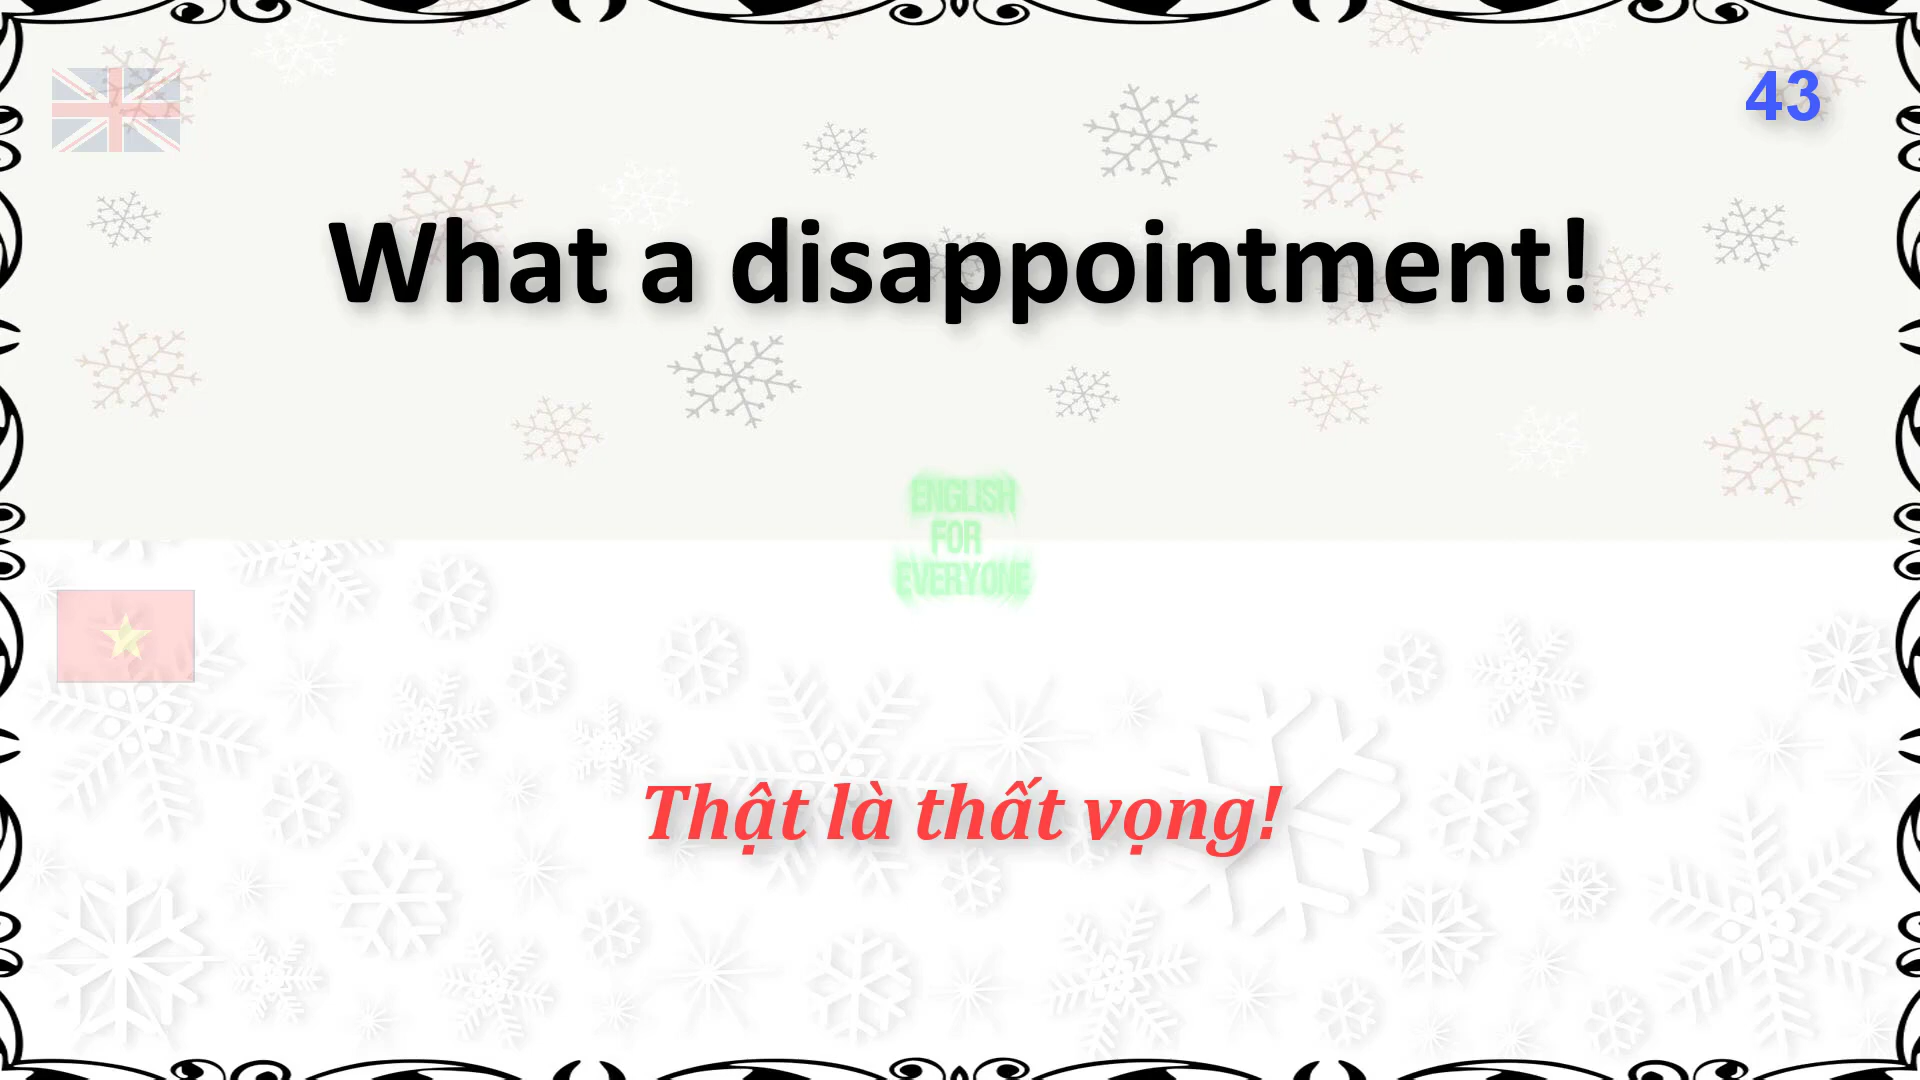 43
What a disappointment!
ENGLISH
FOR
EVERYONE
Thật là thất vọng!